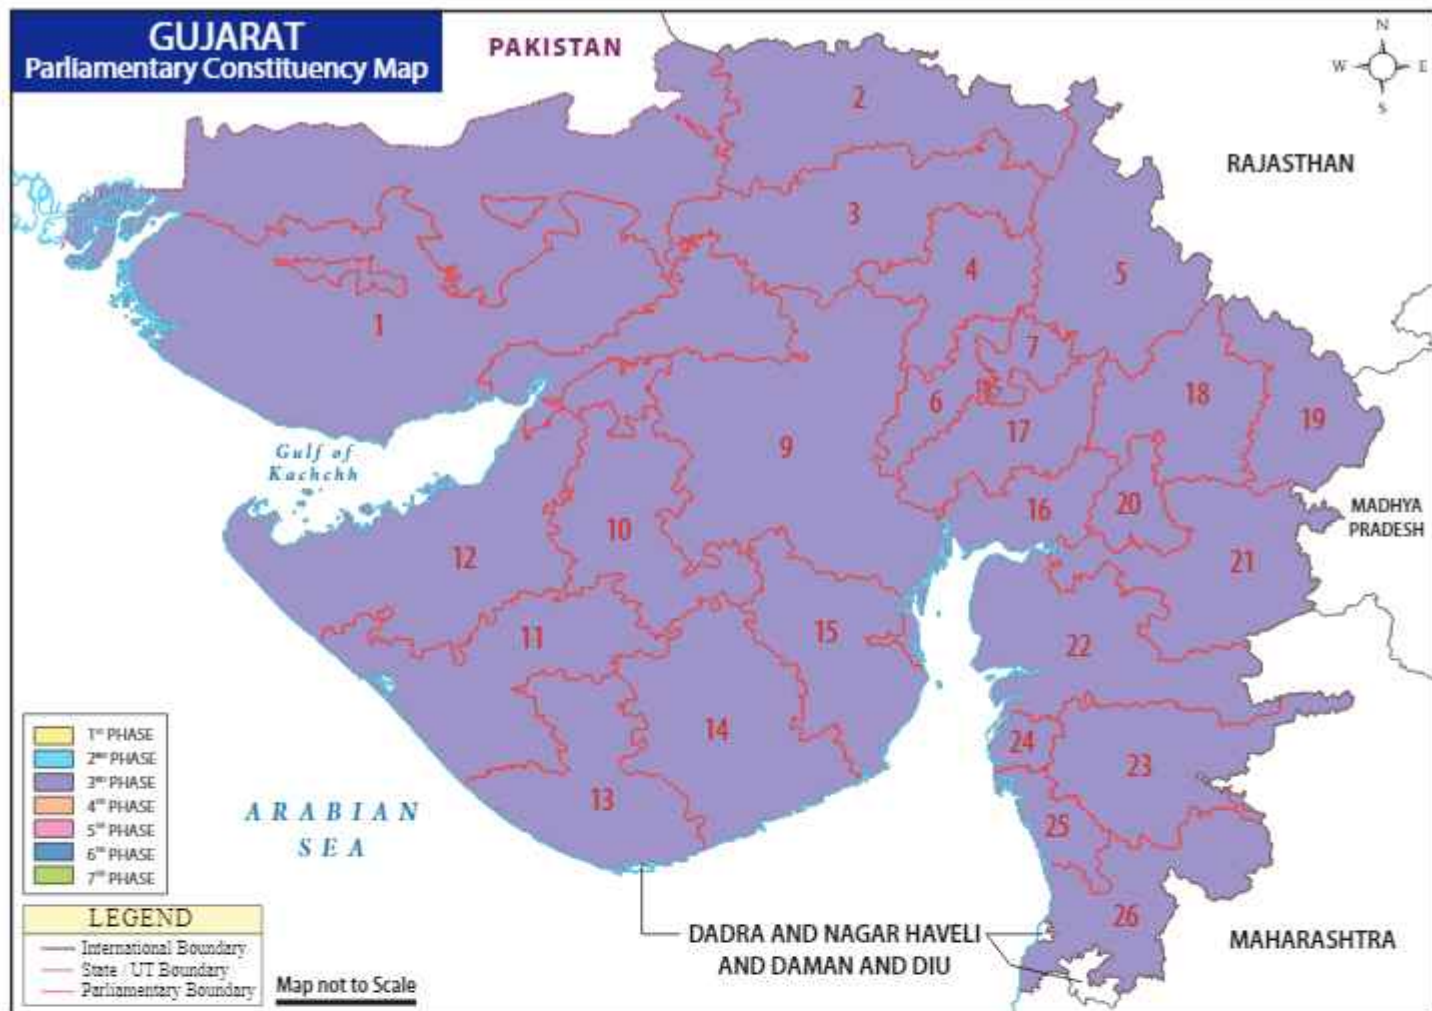 GUJARAT
Parliamentary Constituency Map
PAKISTAN
N
W E
S
RAJASTHAN
2
3
4
5
1
7
6
18
19
17
9
Gulf of
Kachchh
16
20
MADHYA
PRADESH
10
12
21
11
15
22
14
24
23
13
25
26
ARABIAN
SEA
1ST PHASE
2ND PHASE
3RD PHASE
4TH PHASE
5TH PHASE
6TH PHASE
7TH PHASE
LEGEND
International Boundary
State / UT Boundary
Parliamentary Boundary
Map not to Scale
DADRA AND NAGAR HAVELI
AND DAMAN AND DIU
MAHARASHTRA